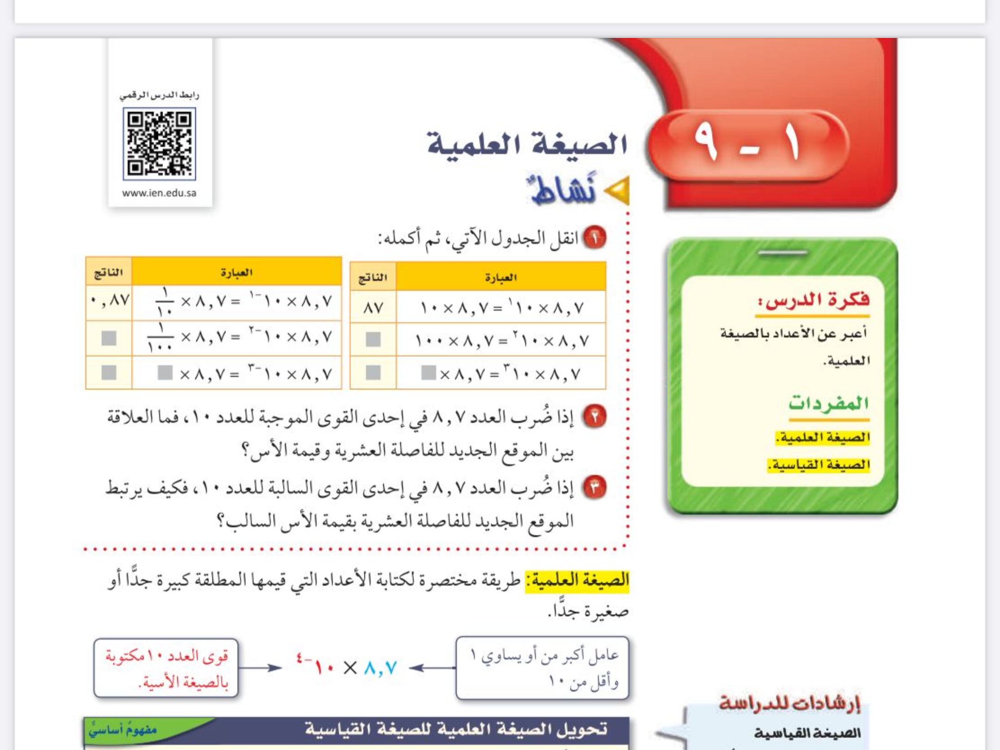 رابط الدرس الرقمي
www.ien.edu.sa
١ - ٩
الصيغة العلمية
نَشاطٌ
١ انقل الجدول الآتي، ثم أكمله:
العبارة الناتج
٨,٧ × ١٠^١ = ٨,٧ × ١٠ ٨٧
٨,٧ × ١٠^٢ = ٨,٧ × ١٠٠ ■
٨,٧ × ١٠^٣ = ٨,٧ × ■ ■
العبارة الناتج
٨,٧ × ١٠^-١ = ٨,٧ × ١/١٠ ٠,٨٧
٨,٧ × ١٠^-٢ = ٨,٧ × ١/١٠٠ ■
٨,٧ × ١٠^-٣ = ٨,٧ × ■ ■
٢ إذا ضُرب العدد ٨,٧ في إحدى القوى الموجبة للعدد ١٠، فما العلاقة
بين الموقع الجديد للفاصلة العشرية وقيمة الأس؟
٣ إذا ضُرب العدد ٨,٧ في إحدى القوى السالبة للعدد ١٠، فكيف يرتبط
الموقع الجديد للفاصلة العشرية بقيمة الأس السالب؟
فكرة الدرس:
أعبر عن الأعداد بالصيغة
العلمية.
المفردات
الصيغة العلمية.
الصيغة القياسية.
الصيغة العلمية: طريقة مختصرة لكتابة الأعداد التي قيمها المطلقة كبيرة جدًّا أو
صغيرة جدًّا.
عامل أكبر من أو يساوي ١
وأقل من ١٠
٨,٧ × ١٠^-٤
قوى العدد ١٠ مكتوبة
بالصيغة الأسية.
تحويل الصيغة العلمية للصيغة القياسية
مفهومٌ أساسيٌّ
إرشادات للدراسة
الصيغة القياسية